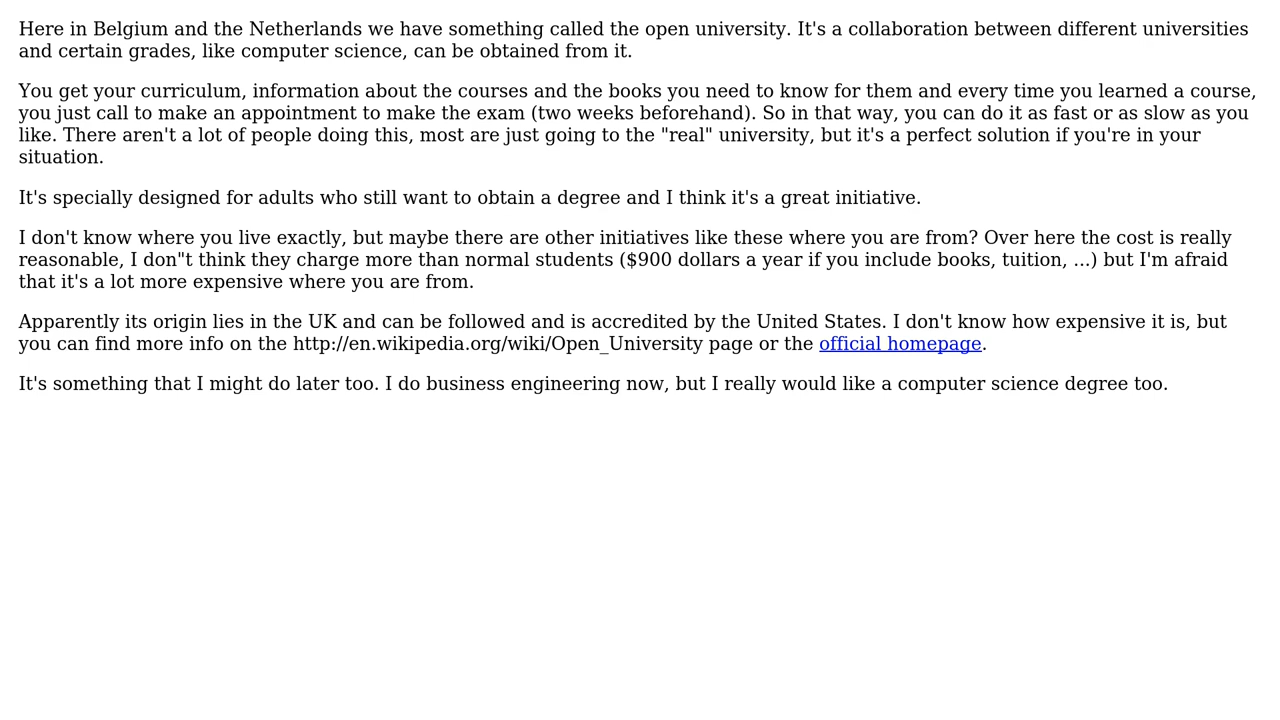 Here in Belgium and the Netherlands we have something called the open university. It's a collaboration between different universities
and certain grades, like computer science, can be obtained from it.
You get your curriculum, information about the courses and the books you need to know for them and every time you learned a course,
you just call to make an appointment to make the exam (two weeks beforehand). So in that way, you can do it as fast or as slow as you
like. There aren't a lot of people doing this, most are just going to the "real" university, but it's a perfect solution if you're in your
situation.
It's specially designed for adults who still want to obtain a degree and I think it's a great initiative.
I don't know where you live exactly, but maybe there are other initiatives like these where you are from? Over here the cost is really
reasonable, I don"t think they charge more than normal students ($900 dollars a year if you include books, tuition, ...) but I'm afraid
that it's a lot more expensive where you are from.
Apparently its origin lies in the UK and can be followed and is accredited by the United States. I don't know how expensive it is, but
you can find more info on the http://en.wikipedia.org/wiki/Open_University page or the official homepage.
It's something that I might do later too. I do business engineering now, but I really would like a computer science degree too.